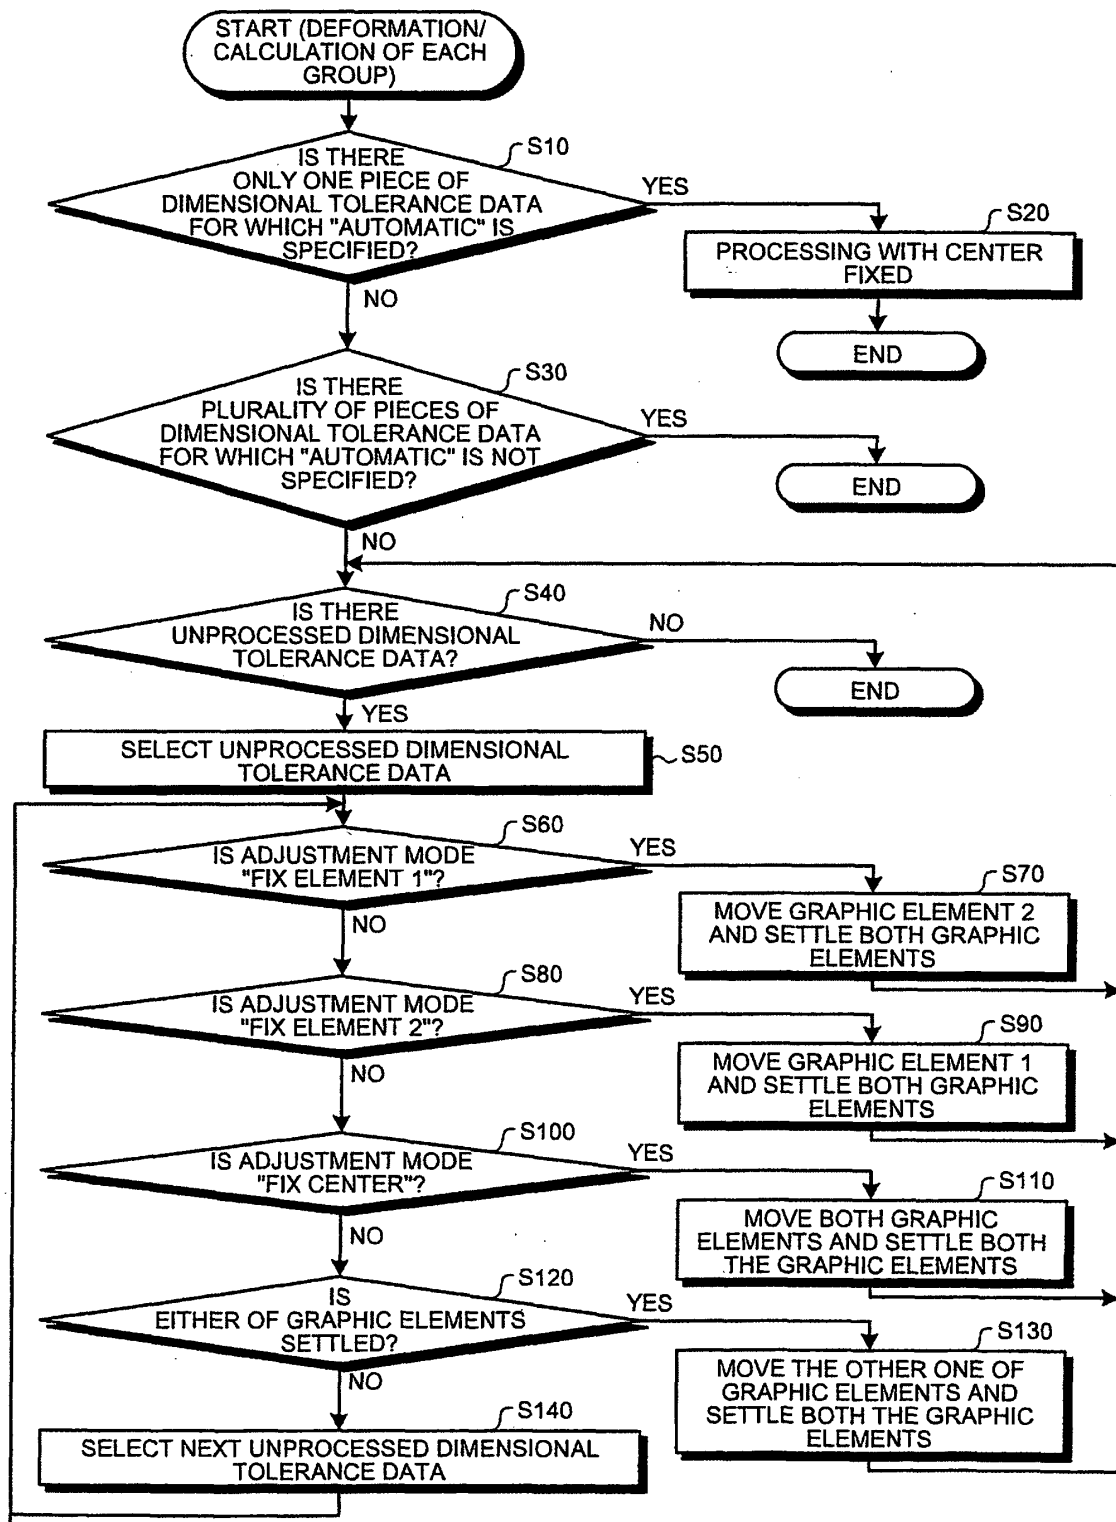 START (DEFORMATION/
CALCULATION OF EACH
GROUP)
S10
IS THERE
ONLY ONE PIECE OF
DIMENSIONAL TOLERANCE DATA
FOR WHICH "AUTOMATIC" IS
SPECIFIED?
YES
S20
PROCESSING WITH CENTER
FIXED
END
NO
S30
IS THERE
PLURALITY OF PIECES OF
DIMENSIONAL TOLERANCE DATA
FOR WHICH "AUTOMATIC" IS NOT
SPECIFIED?
YES
END
NO
S40
IS THERE
UNPROCESSED DIMENSIONAL
TOLERANCE DATA?
NO
END
YES
SELECT UNPROCESSED DIMENSIONAL
TOLERANCE DATA
S50
S60
IS ADJUSTMENT MODE
"FIX ELEMENT 1"?
YES
S70
MOVE GRAPHIC ELEMENT 2
AND SETTLE BOTH GRAPHIC
ELEMENTS
NO
S80
IS ADJUSTMENT MODE
"FIX ELEMENT 2"?
YES
S90
MOVE GRAPHIC ELEMENT 1
AND SETTLE BOTH GRAPHIC
ELEMENTS
NO
S100
IS ADJUSTMENT MODE
"FIX CENTER"?
YES
S110
MOVE BOTH GRAPHIC
ELEMENTS AND SETTLE BOTH
THE GRAPHIC ELEMENTS
NO
S120
IS
EITHER OF GRAPHIC ELEMENTS
SETTLED?
YES
S130
MOVE THE OTHER ONE OF
GRAPHIC ELEMENTS AND
SETTLE BOTH THE GRAPHIC
ELEMENTS
NO
S140
SELECT NEXT UNPROCESSED DIMENSIONAL
TOLERANCE DATA